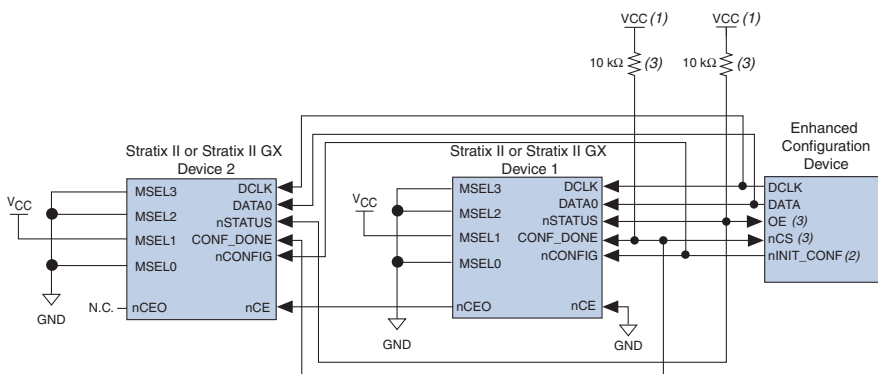 VCC (1)
VCC (1)
10 kΩ
(3)
10 kΩ
(3)
Enhanced
Configuration
Device
Stratix II or Stratix II GX
Device 2
Stratix II or Stratix II GX
Device 1
VCC
MSEL3
MSEL2
MSEL1
MSEL0
DCLK
DATA0
nSTATUS
CONF_DONE
nCONFIG
N.C.
nCEO
nCE
GND
VCC
MSEL3
MSEL2
MSEL1
MSEL0
DCLK
DATA0
nSTATUS
CONF_DONE
nCONFIG
nCEO
nCE
GND
GND
DCLK
DATA
OE (3)
nCS (3)
nINIT_CONF (2)